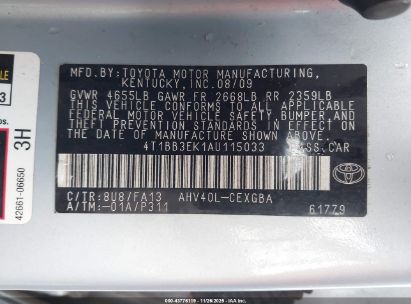 MFD.BY:TOYOTA MOTOR MANUFACTURING,
KENTUCKY,INC.08/09
GVWR 4655LB GAWR FR 2668LB RR 2359LB
THIS VEHICLE CONFORMS TO ALL APPLICABLE
FEDERAL MOTOR VEHICLE SAFETY,BUMPER,AND
THEFT PREVENTION STANDARDS IN EFFECT ON
THE DATE OF MANUFACTURE SHOWN ABOVE.
4T1BB3EK1AU115033 PASS.CAR
C/TR:8U8/FA13 AHV40L-CEXGBA
A/TM:-01A/P311 61779
TOYOTA
3H
42661-06650